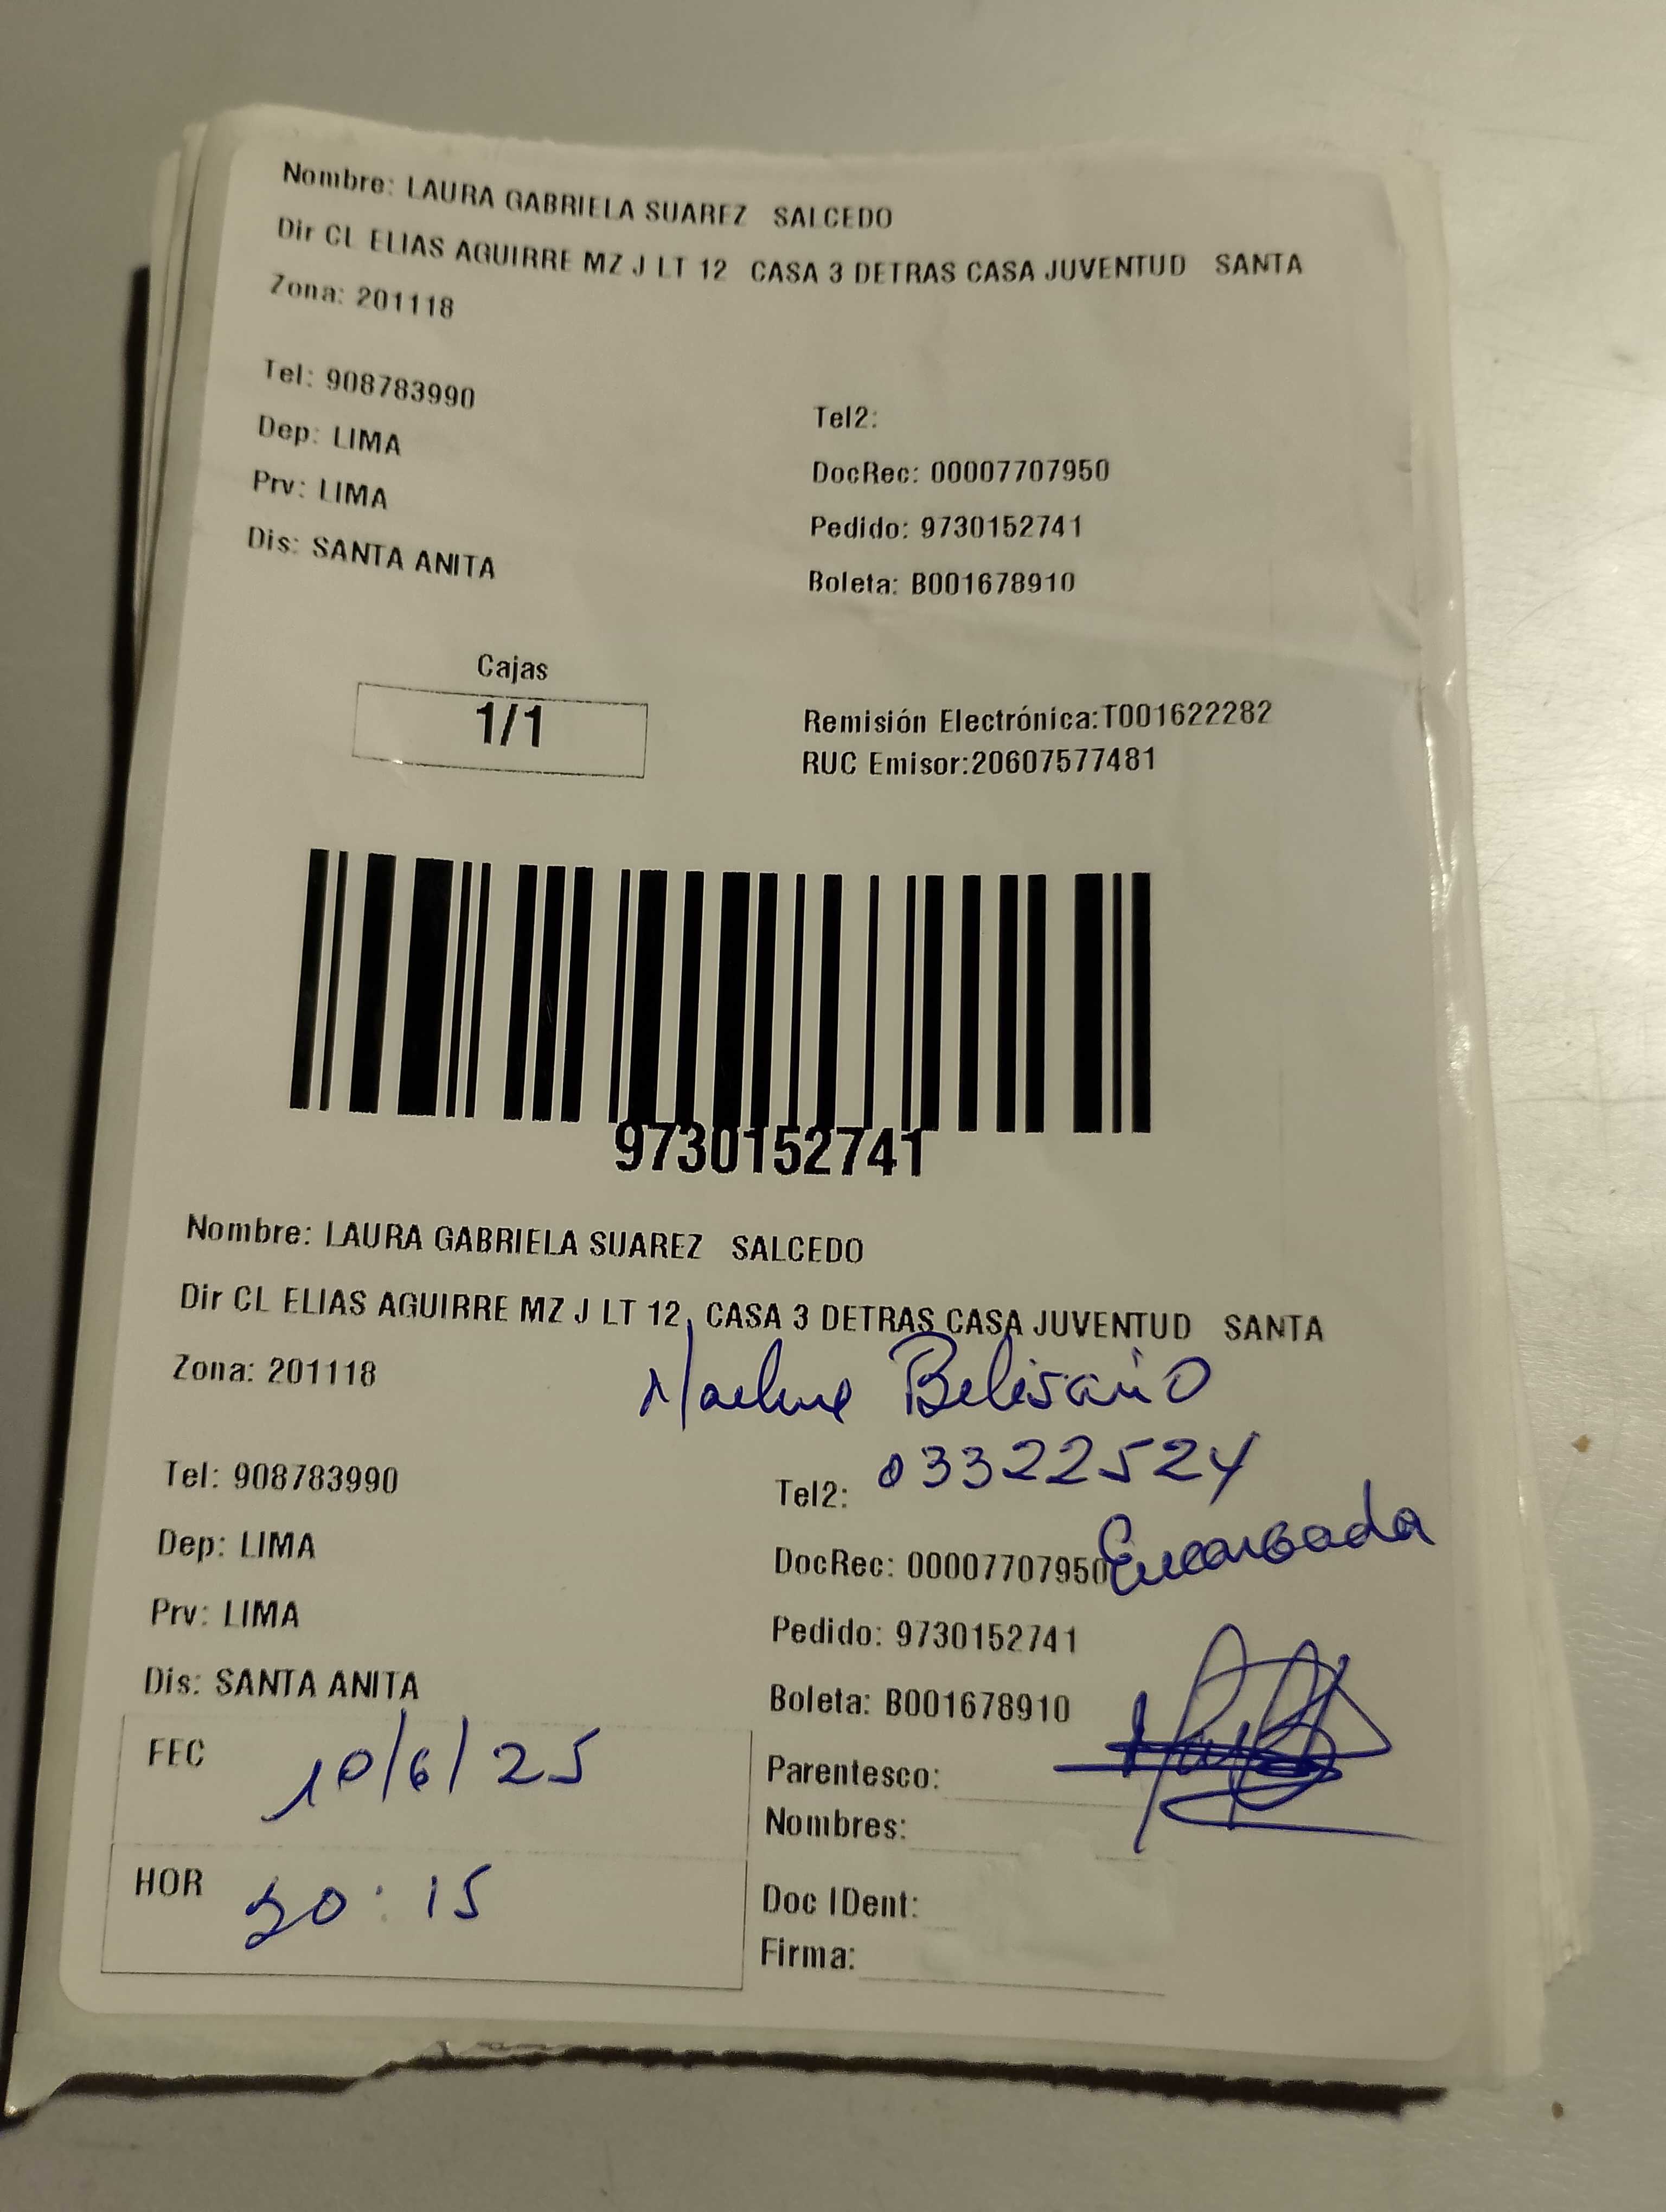 Nombre: LAURA GABRIELA SUAREZ SALCEDO
Dir CL ELIAS AGUIRRE MZ J LT 12 CASA 3 DETRAS CASA JUVENTUD SANTA
Zona: 201118
Tel: 908783990
Tel2:
Dep: LIMA
DocRec: 00007707950
Prv: LIMA
Pedido: 9730152741
Dis: SANTA ANITA
Boleta: B001678910
Cajas
1/1
Remisión Electrónica:T001622282
RUC Emisor:20607577481
9730152741
Nombre: LAURA GABRIELA SUAREZ SALCEDO
Dir CL ELIAS AGUIRRE MZ J LT 12 CASA 3 DETRAS CASA JUVENTUD SANTA
Zona: 201118
Belisario
Tel: 908783990
Tel2: 03322524
Dep: LIMA
DocRec: 00007707950 Encargada
Prv: LIMA
Pedido: 9730152741
Dis: SANTA ANITA
Boleta: B001678910
FEC 10/6/25
Parentesco:
Nombres:
HOR 20:15
Doc IDent:
Firma: